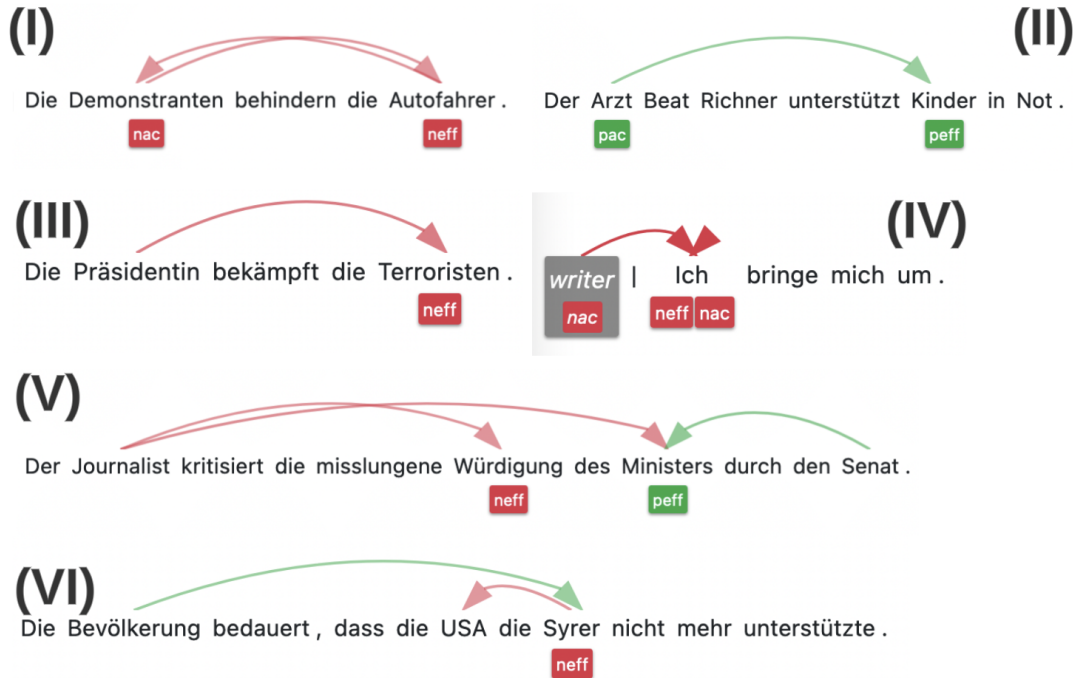 (I)
Die Demonstranten behindern die Autofahrer .
nac neff
(II)
Der Arzt Beat Richner unterstützt Kinder in Not .
pac peff
(III)
Die Präsidentin bekämpft die Terroristen .
neff
(IV)
writer | Ich bringe mich um .
nac neff nac
(V)
Der Journalist kritisiert die misslungene Würdigung des Ministers durch den Senat .
neff peff
(VI)
Die Bevölkerung bedauert , dass die USA die Syrer nicht mehr unterstützte .
neff